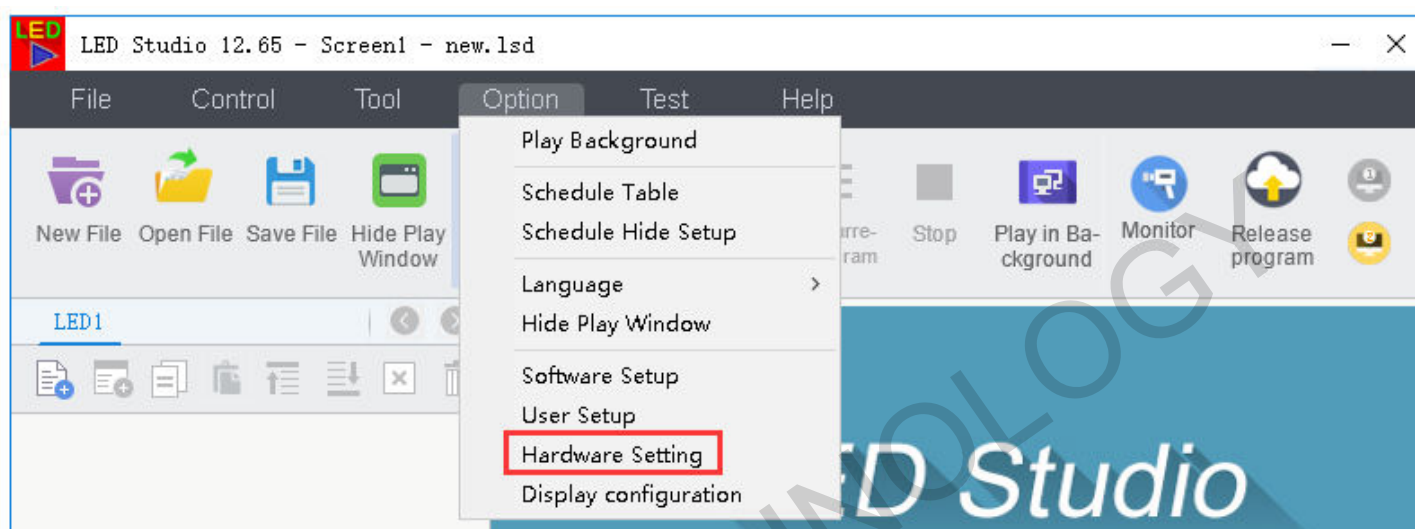 LED
LED Studio 12.65 - Screen1 - new.lsd
File Control Tool Option Test Help
Play Background
Schedule Table
Schedule Hide Setup
Language
Hide Play Window
Software Setup
User Setup
Hardware Setting
Display configuration
New File Open File Save File Hide Play
Window
Stop Play in Ba-
ckground
Monitor Release
program
1
2
LED1
Studio